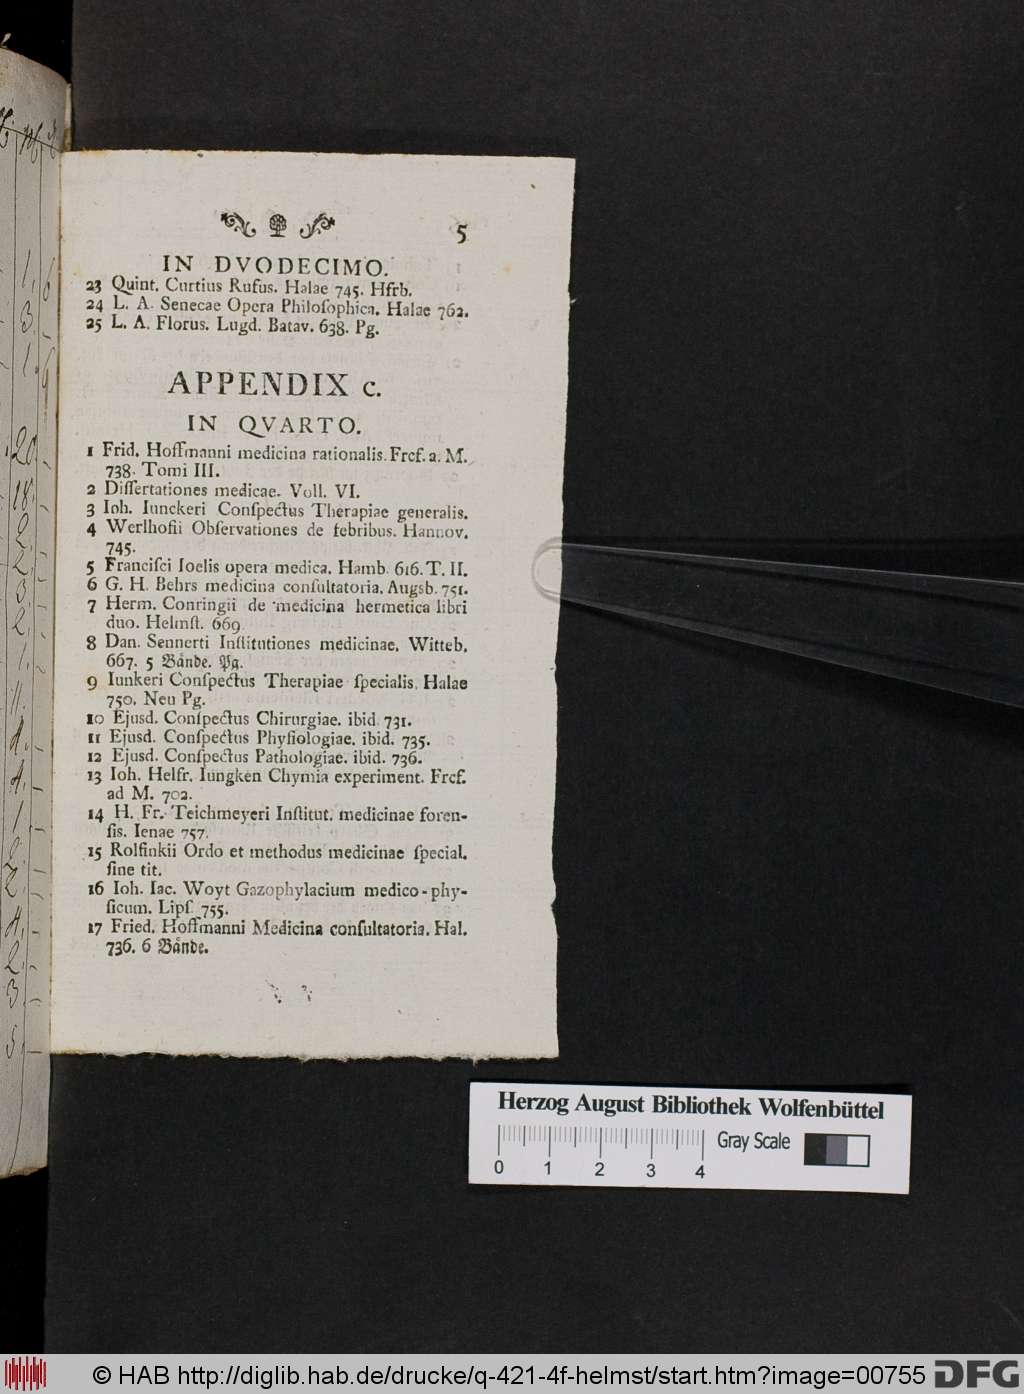 5
IN DVODECIMO.
23 Quint. Curtius Rufus. Halae 745. Hfrb.
24 L. A. Senecae Opera Philoſophica. Halae 762.
25 L. A. Florus. Lugd. Batav. 638. Pg.
APPENDIX c.
IN QVARTO.
1 Frid. Hoffmanni medicina rationalis. Frcf. a. M.
738. Tomi III.
2 Diſſertationes medicae. Voll. VI.
3 Ioh. Iunckeri Conſpectus Therapiae generalis.
4 Werlhofii Obſervationes de febribus. Hannov.
745.
5 Franciſci Ioelis opera medica. Hamb. 616. T. II.
6 G. H. Behrs medicina conſultatoria. Augsb. 751.
7 Herm. Conringii de medicina hermetica libri
duo. Helmſt. 669
8 Dan. Sennerti Inſtitutiones medicinae. Witteb.
667. 5 Bände. Pg.
9 Iunkeri Conſpectus Therapiae ſpecialis. Halae
750. Neu Pg.
10 Ejusd. Conſpectus Chirurgiae. ibid. 731.
11 Ejusd. Conſpectus Phyſiologiae. ibid. 735.
12 Ejusd. Conſpectus Pathologiae. ibid. 736.
13 Ioh. Helfr. Iungken Chymia experiment. Frcf.
ad M. 702.
14 H. Fr. Teichmeyeri Inſtitut. medicinae foren-
ſis. Ienae 757.
15 Rolfinkii Ordo et methodus medicinae ſpecial.
ſine tit.
16 Ioh. Iac. Woyt Gazophylacium medico-phy-
ſicum. Lipſ. 755.
17 Fried. Hoffmanni Medicina conſultatoria. Hal.
736. 6 Bände.
Herzog August Bibliothek Wolfenbüttel
Gray Scale
0 1 2 3 4
© HAB http://diglib.hab.de/drucke/q-421-4f-helmst/start.htm?image=00755 DFG